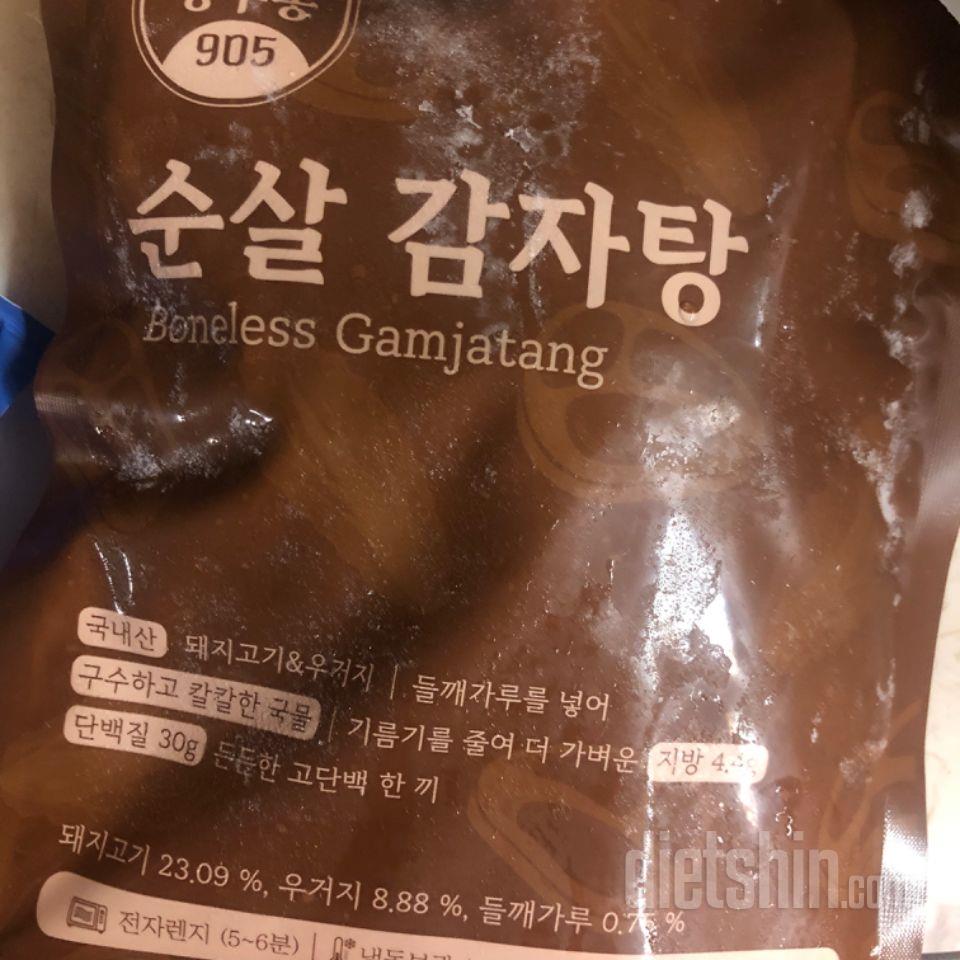 905
순살 감자탕
Boneless Gamjatang
국내산 돼지고기&우거지 | 들깨가루를 넣어
구수하고 칼칼한 국물 | 기름기를 줄여 더 가벼운 지방
단백질 30g 든든한 고단백 한 끼
돼지고기 23.09 %, 우거지 8.88 %, 들깨가루
전자렌지 (5~6분) |
dietshin.com